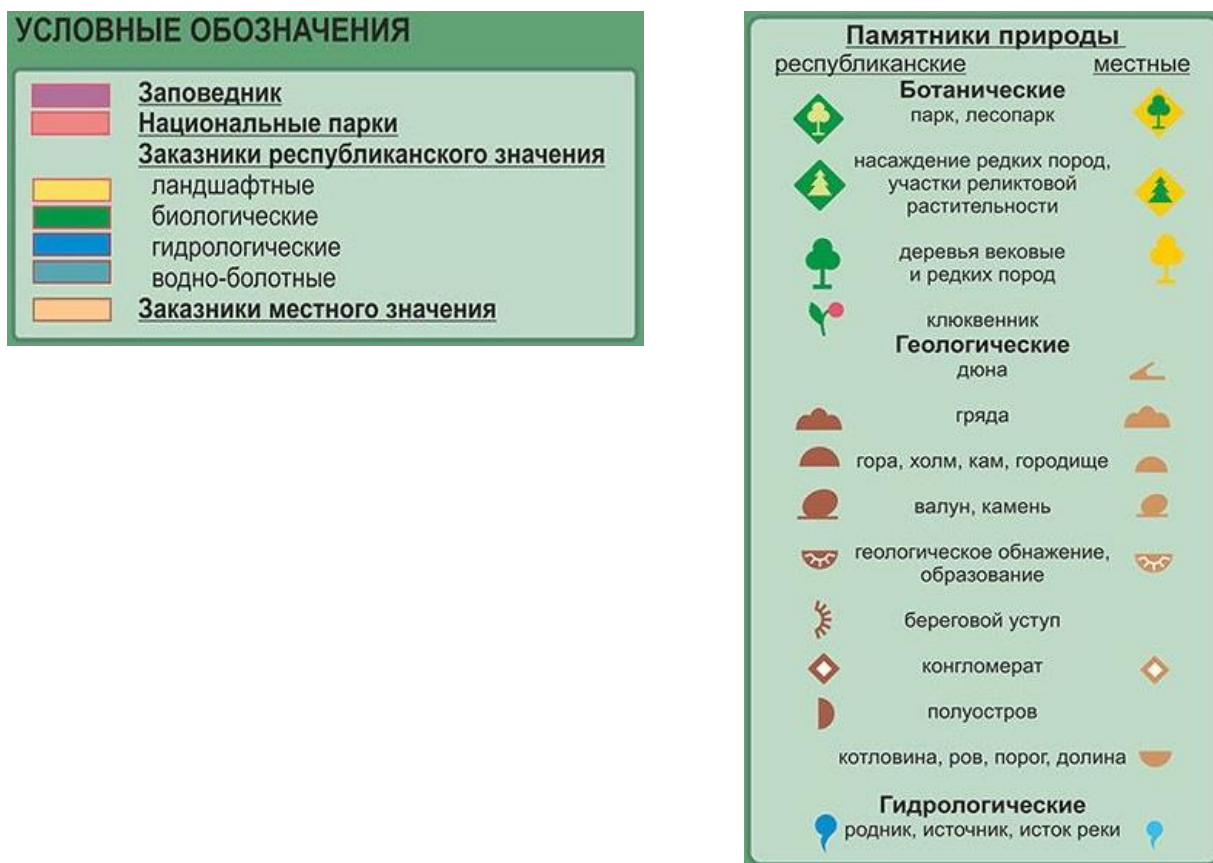 УСЛОВНЫЕ ОБОЗНАЧЕНИЯ
Заповедник
Национальные парки
Заказники республиканского значения
ландшафтные
биологические
гидрологические
водно-болотные
Заказники местного значения
Памятники природы
республиканские местные
Ботанические
парк, лесопарк
насаждение редких пород,
участки реликтовой
растительности
деревья вековые
и редких пород
клюквенник
Геологические
дюна
гряда
гора, холм, кам, городище
валун, камень
геологическое обнажение,
образование
береговой уступ
конгломерат
полуостров
котловина, ров, порог, долина
Гидрологические
родник, источник, исток реки